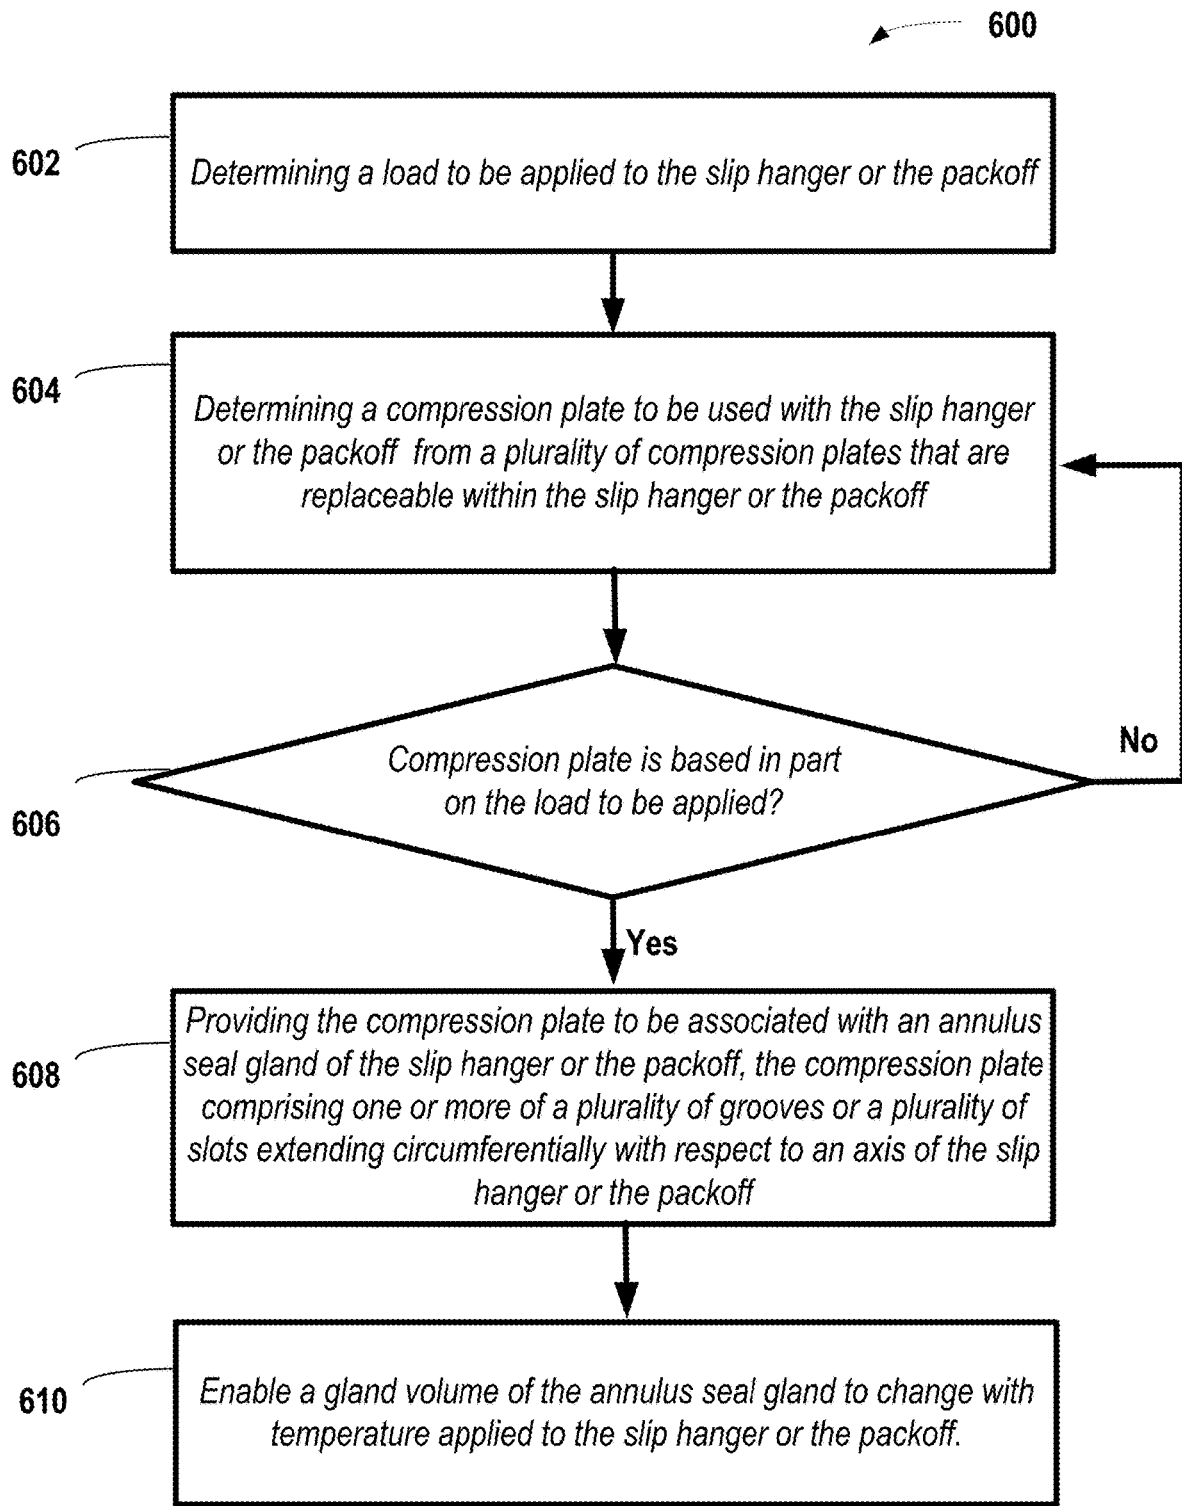 600
602
Determining a load to be applied to the slip hanger or the packoff
604
Determining a compression plate to be used with the slip hanger
or the packoff from a plurality of compression plates that are
replaceable within the slip hanger or the packoff
No
Compression plate is based in part
on the load to be applied?
606
Yes
Providing the compression plate to be associated with an annulus
seal gland of the slip hanger or the packoff, the compression plate
comprising one or more of a plurality of grooves or a plurality of
slots extending circumferentially with respect to an axis of the slip
hanger or the packoff
608
Enable a gland volume of the annulus seal gland to change with
temperature applied to the slip hanger or the packoff.
610